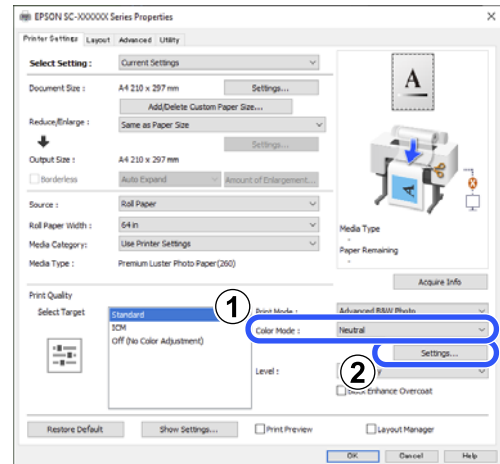 EPSON SC-XXXXXX Series Properties
Printer Settings Layout Advanced Utility
Select Setting : Current Settings
Document Size : A4 210 x 297 mm Settings...
Add/Delete Custom Paper Size...
Reduce/Enlarge : Same as Paper Size
Settings...
Output Size : A4 210 x 297 mm
Borderless Auto Expand Amount of Enlargement...
Source : Roll Paper
Roll Paper Width : 64 in
Media Category: Use Printer Settings
Media Type : Premium Luster Photo Paper(260)
A
A
Media Type
-
Paper Remaining
-
Acquire Info
Print Quality
Select Target
Standard
ICM
Off (No Color Adjustment)
1
Print Mode : Advanced B&W Photo
Color Mode : Neutral
Settings...
2
Level :
Enhance Overcoat
Restore Default Show Settings... Print Preview Layout Manager
OK Cancel Help